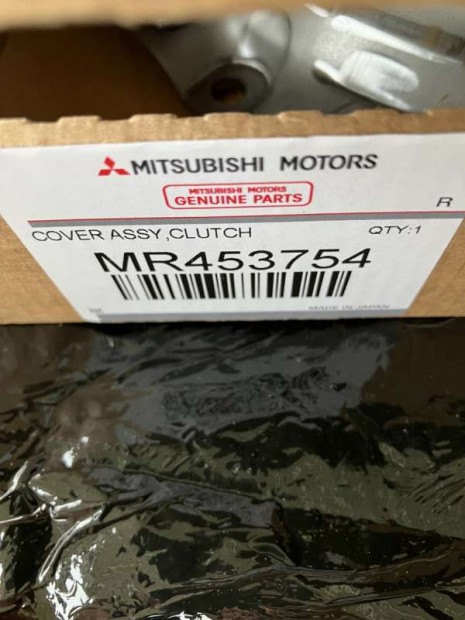 MITSUBISHI MOTORS
MITSUBISHI MOTORS
GENUINE PARTS
R
COVER ASSY,CLUTCH QTY:1
MR453754
MADE IN JAPAN